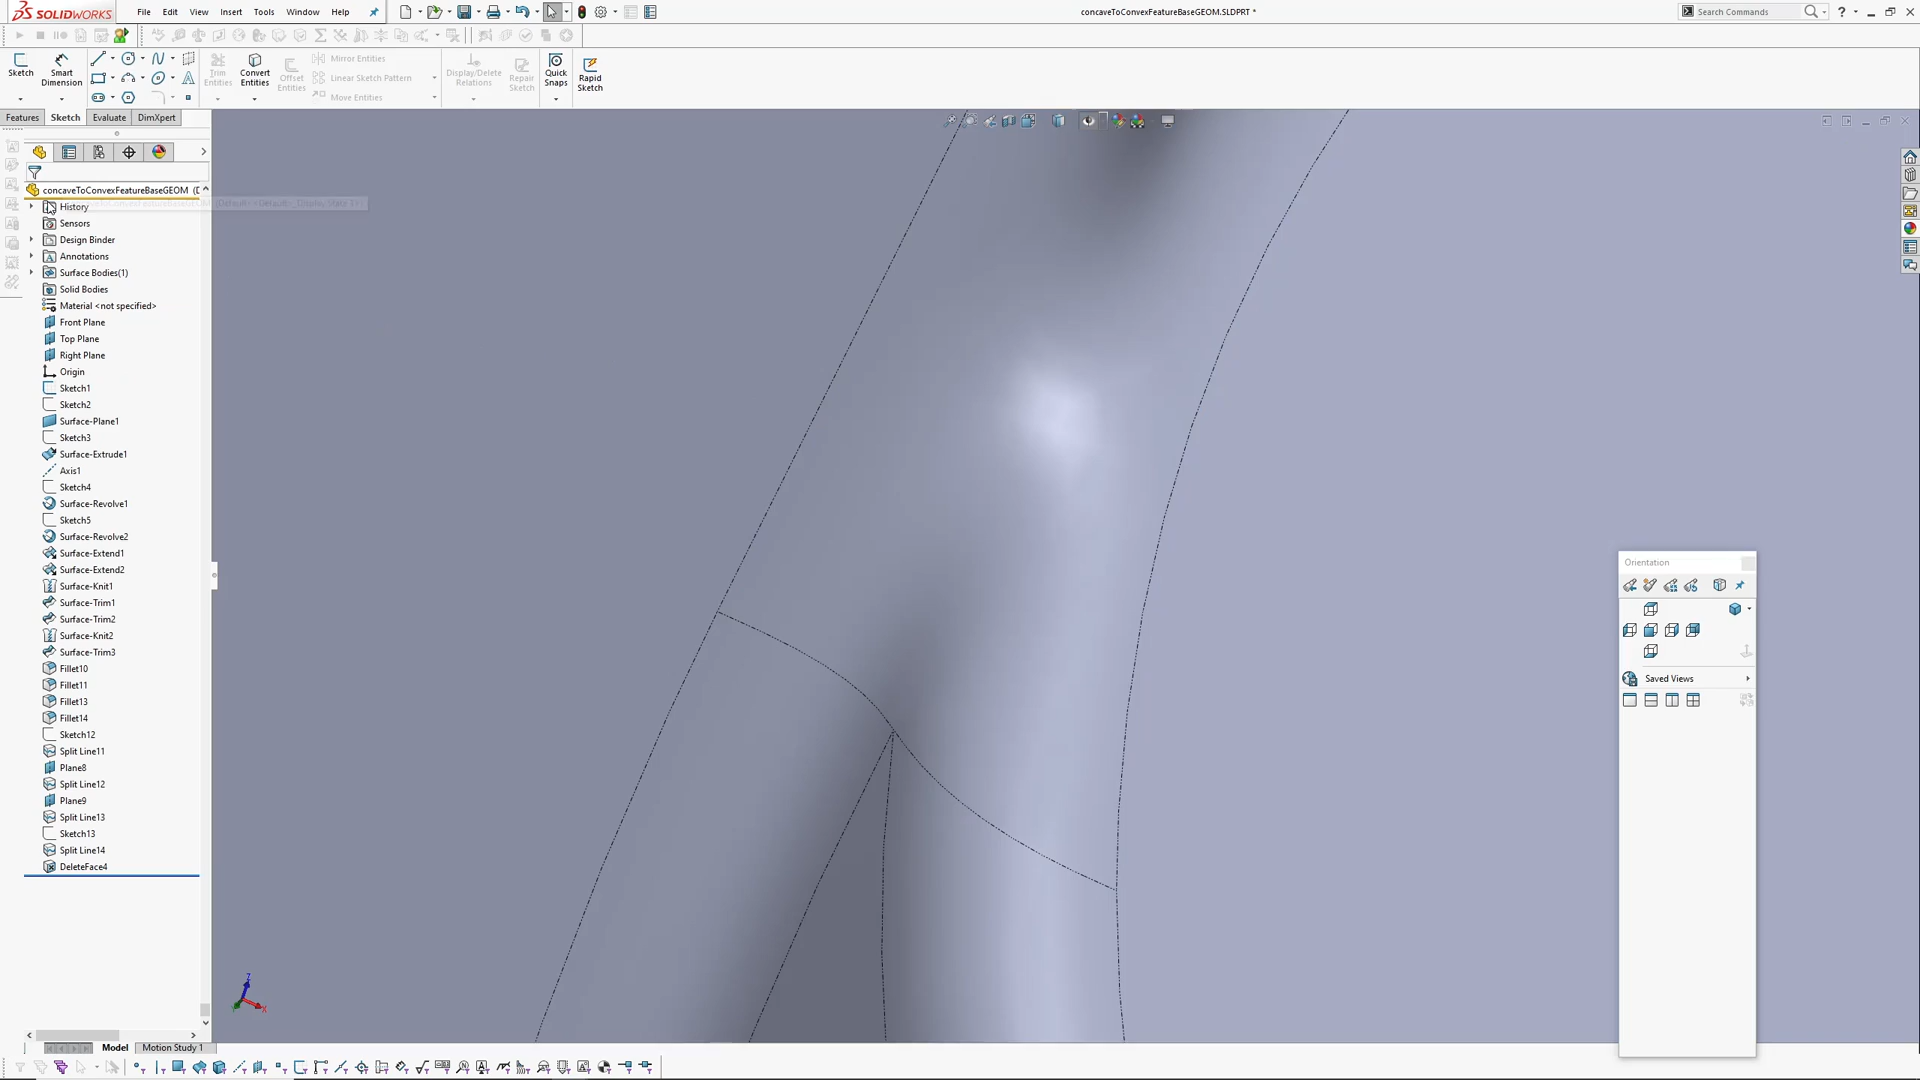 SOLIDWORKS File Edit View Insert Tools Window Help concaveToConvexFeatureBaseGEOM.SLDPRT * Search Commands
Sketch Smart Dimension Trim Entities Convert Entities Offset Entities Mirror Entities Linear Sketch Pattern Move Entities Display/Delete Relations Repair Sketch Quick Snaps Rapid Sketch
Features Sketch Evaluate DimXpert
concaveToConvexFeatureBaseGEOM (D
History
Sensors
Design Binder
Annotations
Surface Bodies(1)
Solid Bodies
Material <not specified>
Front Plane
Top Plane
Right Plane
Origin
Sketch1
Sketch2
Surface-Plane1
Sketch3
Surface-Extrude1
Axis1
Sketch4
Surface-Revolve1
Sketch5
Surface-Revolve2
Surface-Extend1
Surface-Extend2
Surface-Knit1
Surface-Trim1
Surface-Trim2
Surface-Knit2
Surface-Trim3
Fillet10
Fillet11
Fillet13
Fillet14
Sketch12
Split Line11
Plane8
Split Line12
Plane9
Split Line13
Sketch13
Split Line14
DeleteFace4
Orientation
Saved Views
Z
X
Model Motion Study 1